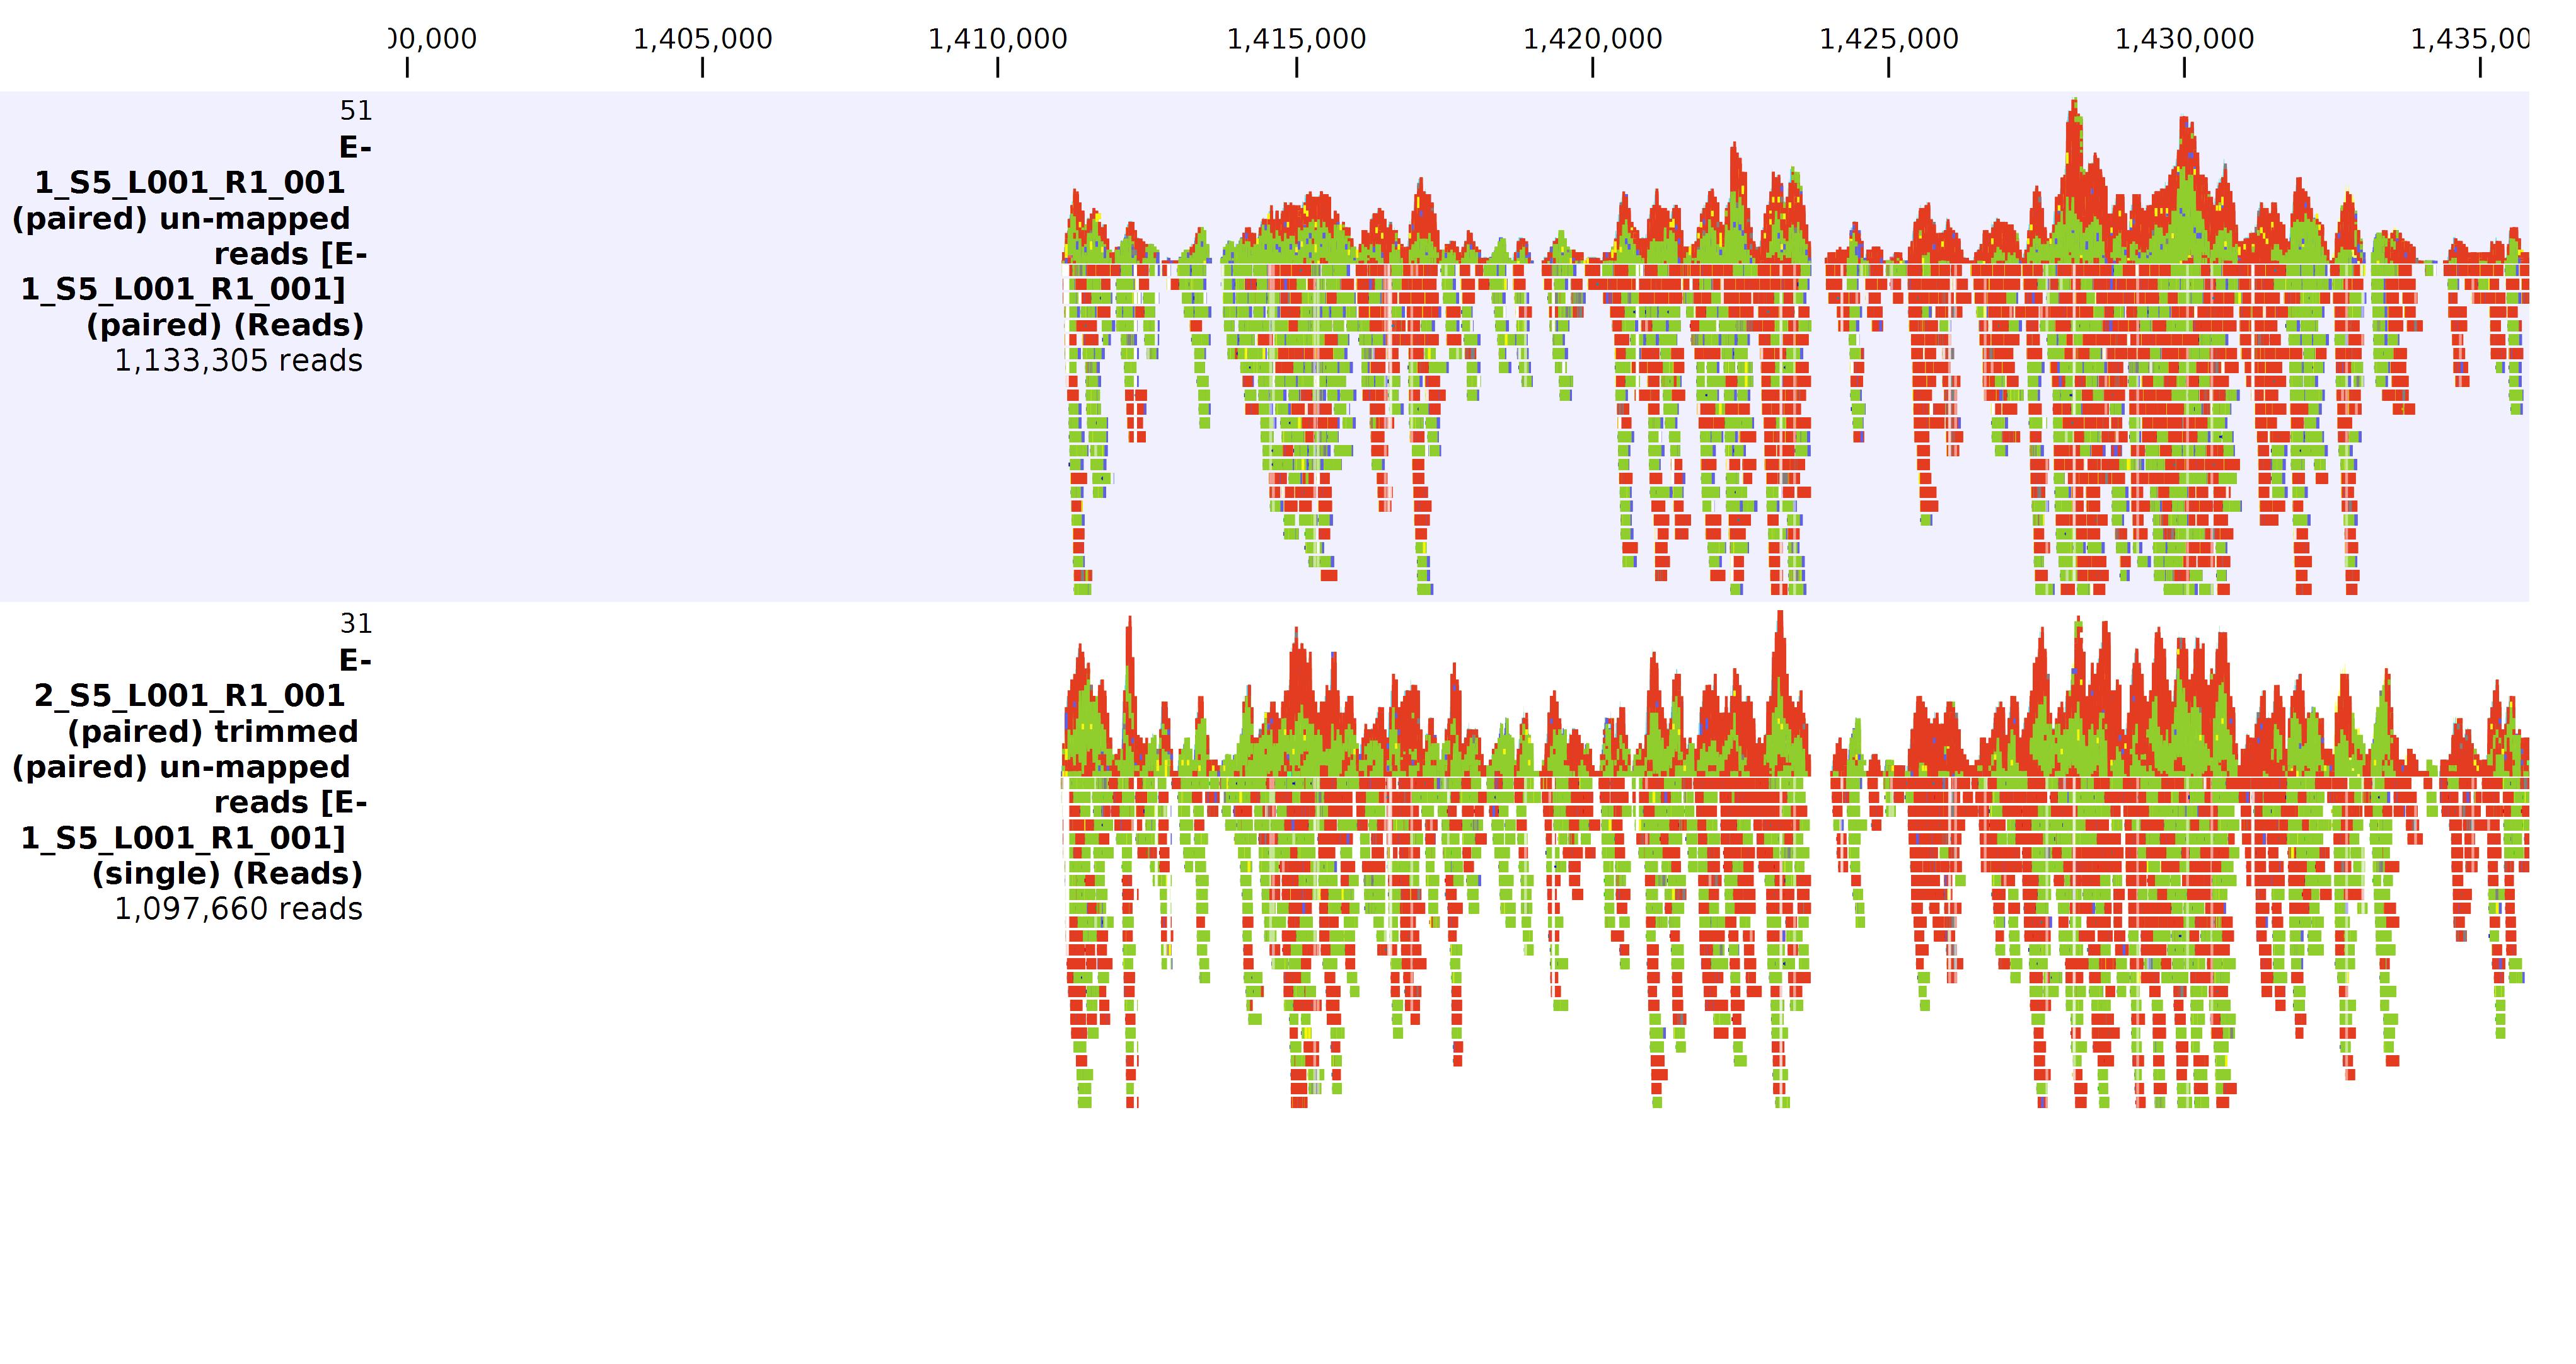 00,000 1,405,000 1,410,000 1,415,000 1,420,000 1,425,000 1,430,000 1,435,00
51
E-
1_S5_L001_R1_001
(paired) un-mapped
reads [E-
1_S5_L001_R1_001]
(paired) (Reads)
1,133,305 reads
31
E-
2_S5_L001_R1_001
(paired) trimmed
(paired) un-mapped
reads [E-
1_S5_L001_R1_001]
(single) (Reads)
1,097,660 reads